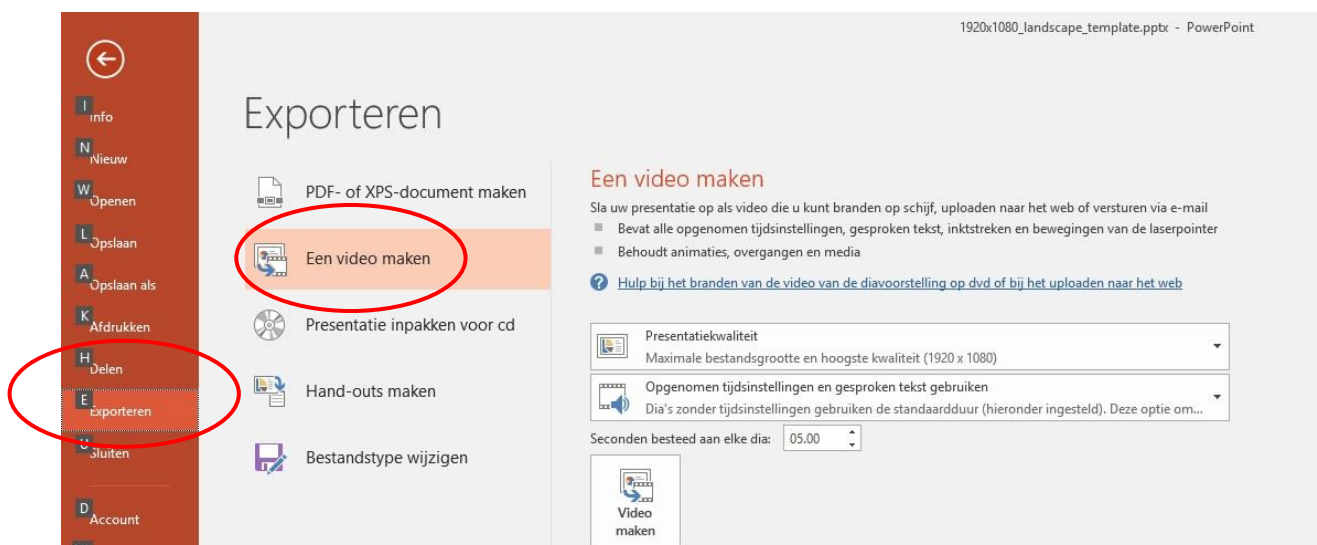 1920x1080_landscape_template.pptx - PowerPoint
I
Info
N
Nieuw
W
Openen
L
Opslaan
A
Opslaan als
K
Afdrukken
H
Delen
E
Exporteren
Sluiten
D
Account
Exporteren
PDF- of XPS-document maken
Een video maken
Presentatie inpakken voor cd
Hand-outs maken
Bestandstype wijzigen
Een video maken
Sla uw presentatie op als video die u kunt branden op schijf, uploaden naar het web of versturen via e-mail
Bevat alle opgenomen tijdsinstellingen, gesproken tekst, inktstreken en bewegingen van de laserpointer
Behoudt animaties, overgangen en media
Hulp bij het branden van de video van de diavoorstelling op dvd of bij het uploaden naar het web
Presentatiekwaliteit
Maximale bestandsgrootte en hoogste kwaliteit (1920 x 1080)
Opgenomen tijdsinstellingen en gesproken tekst gebruiken
Dia's zonder tijdsinstellingen gebruiken de standaardduur (hieronder ingesteld). Deze optie om...
Seconden besteed aan elke dia: 05.00
Video
maken